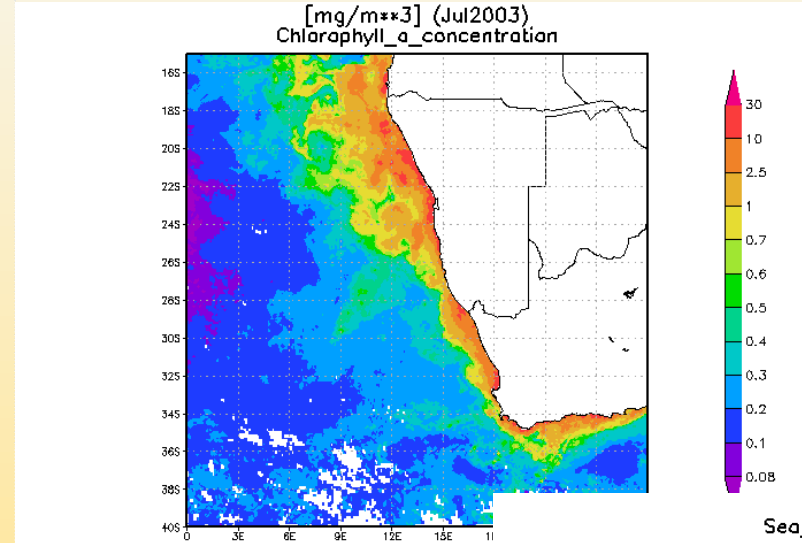 [mg/m**3] (Jul2003)
Chlorophyll_a_concentration
16S
18S
20S
22S
24S
26S
28S
30S
32S
34S
36S
38S
40S
0 3E 6E 9E 12E 15E
30
10
2.5
1
0.7
0.6
0.5
0.4
0.3
0.2
0.1
0.08